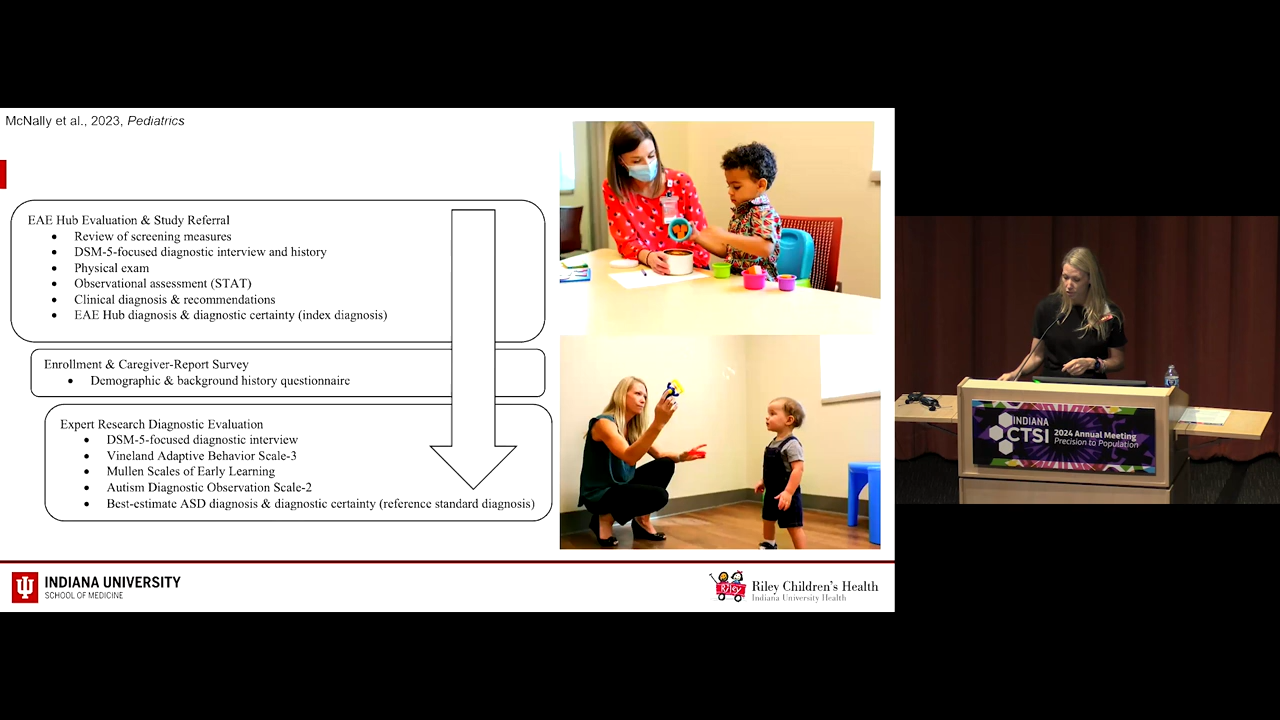 McNally et al., 2023, Pediatrics
EAE Hub Evaluation & Study Referral
• Review of screening measures
• DSM-5-focused diagnostic interview and history
• Physical exam
• Observational assessment (STAT)
• Clinical diagnosis & recommendations
• EAE Hub diagnosis & diagnostic certainty (index diagnosis)
Enrollment & Caregiver-Report Survey
• Demographic & background history questionnaire
Expert Research Diagnostic Evaluation
• DSM-5-focused diagnostic interview
• Vineland Adaptive Behavior Scale-3
• Mullen Scales of Early Learning
• Autism Diagnostic Observation Scale-2
• Best-estimate ASD diagnosis & diagnostic certainty (reference standard diagnosis)
INDIANA UNIVERSITY
SCHOOL OF MEDICINE
Riley
Riley Children's Health
Indiana University Health
INDIANA
CTSI
2024 Annual Meeting
Precision to Population